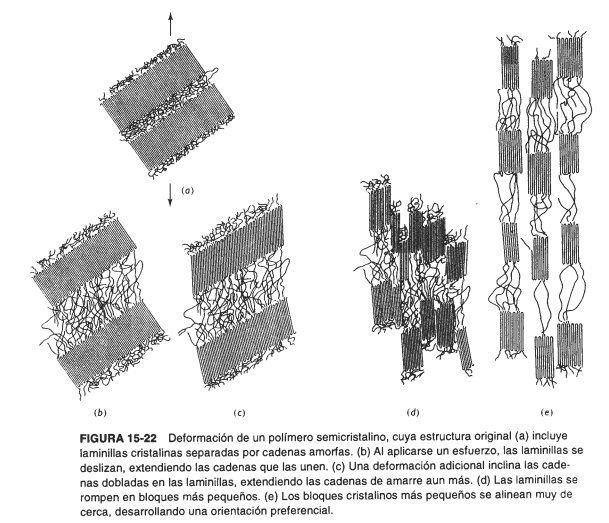 (a)
(b)
(c)
(d)
(e)
FIGURA 15-22 Deformación de un polímero semicristalino, cuya estructura original (a) incluye
laminillas cristalinas separadas por cadenas amorfas. (b) Al aplicarse un esfuerzo, las laminillas se
deslizan, extendiendo las cadenas que las unen. (c) Una deformación adicional inclina las cade-
nas dobladas en las laminillas, extendiendo las cadenas de amarre aun más. (d) Las laminillas se
rompen en bloques más pequeños. (e) Los bloques cristalinos más pequeños se alinean muy de
cerca, desarrollando una orientación preferencial.